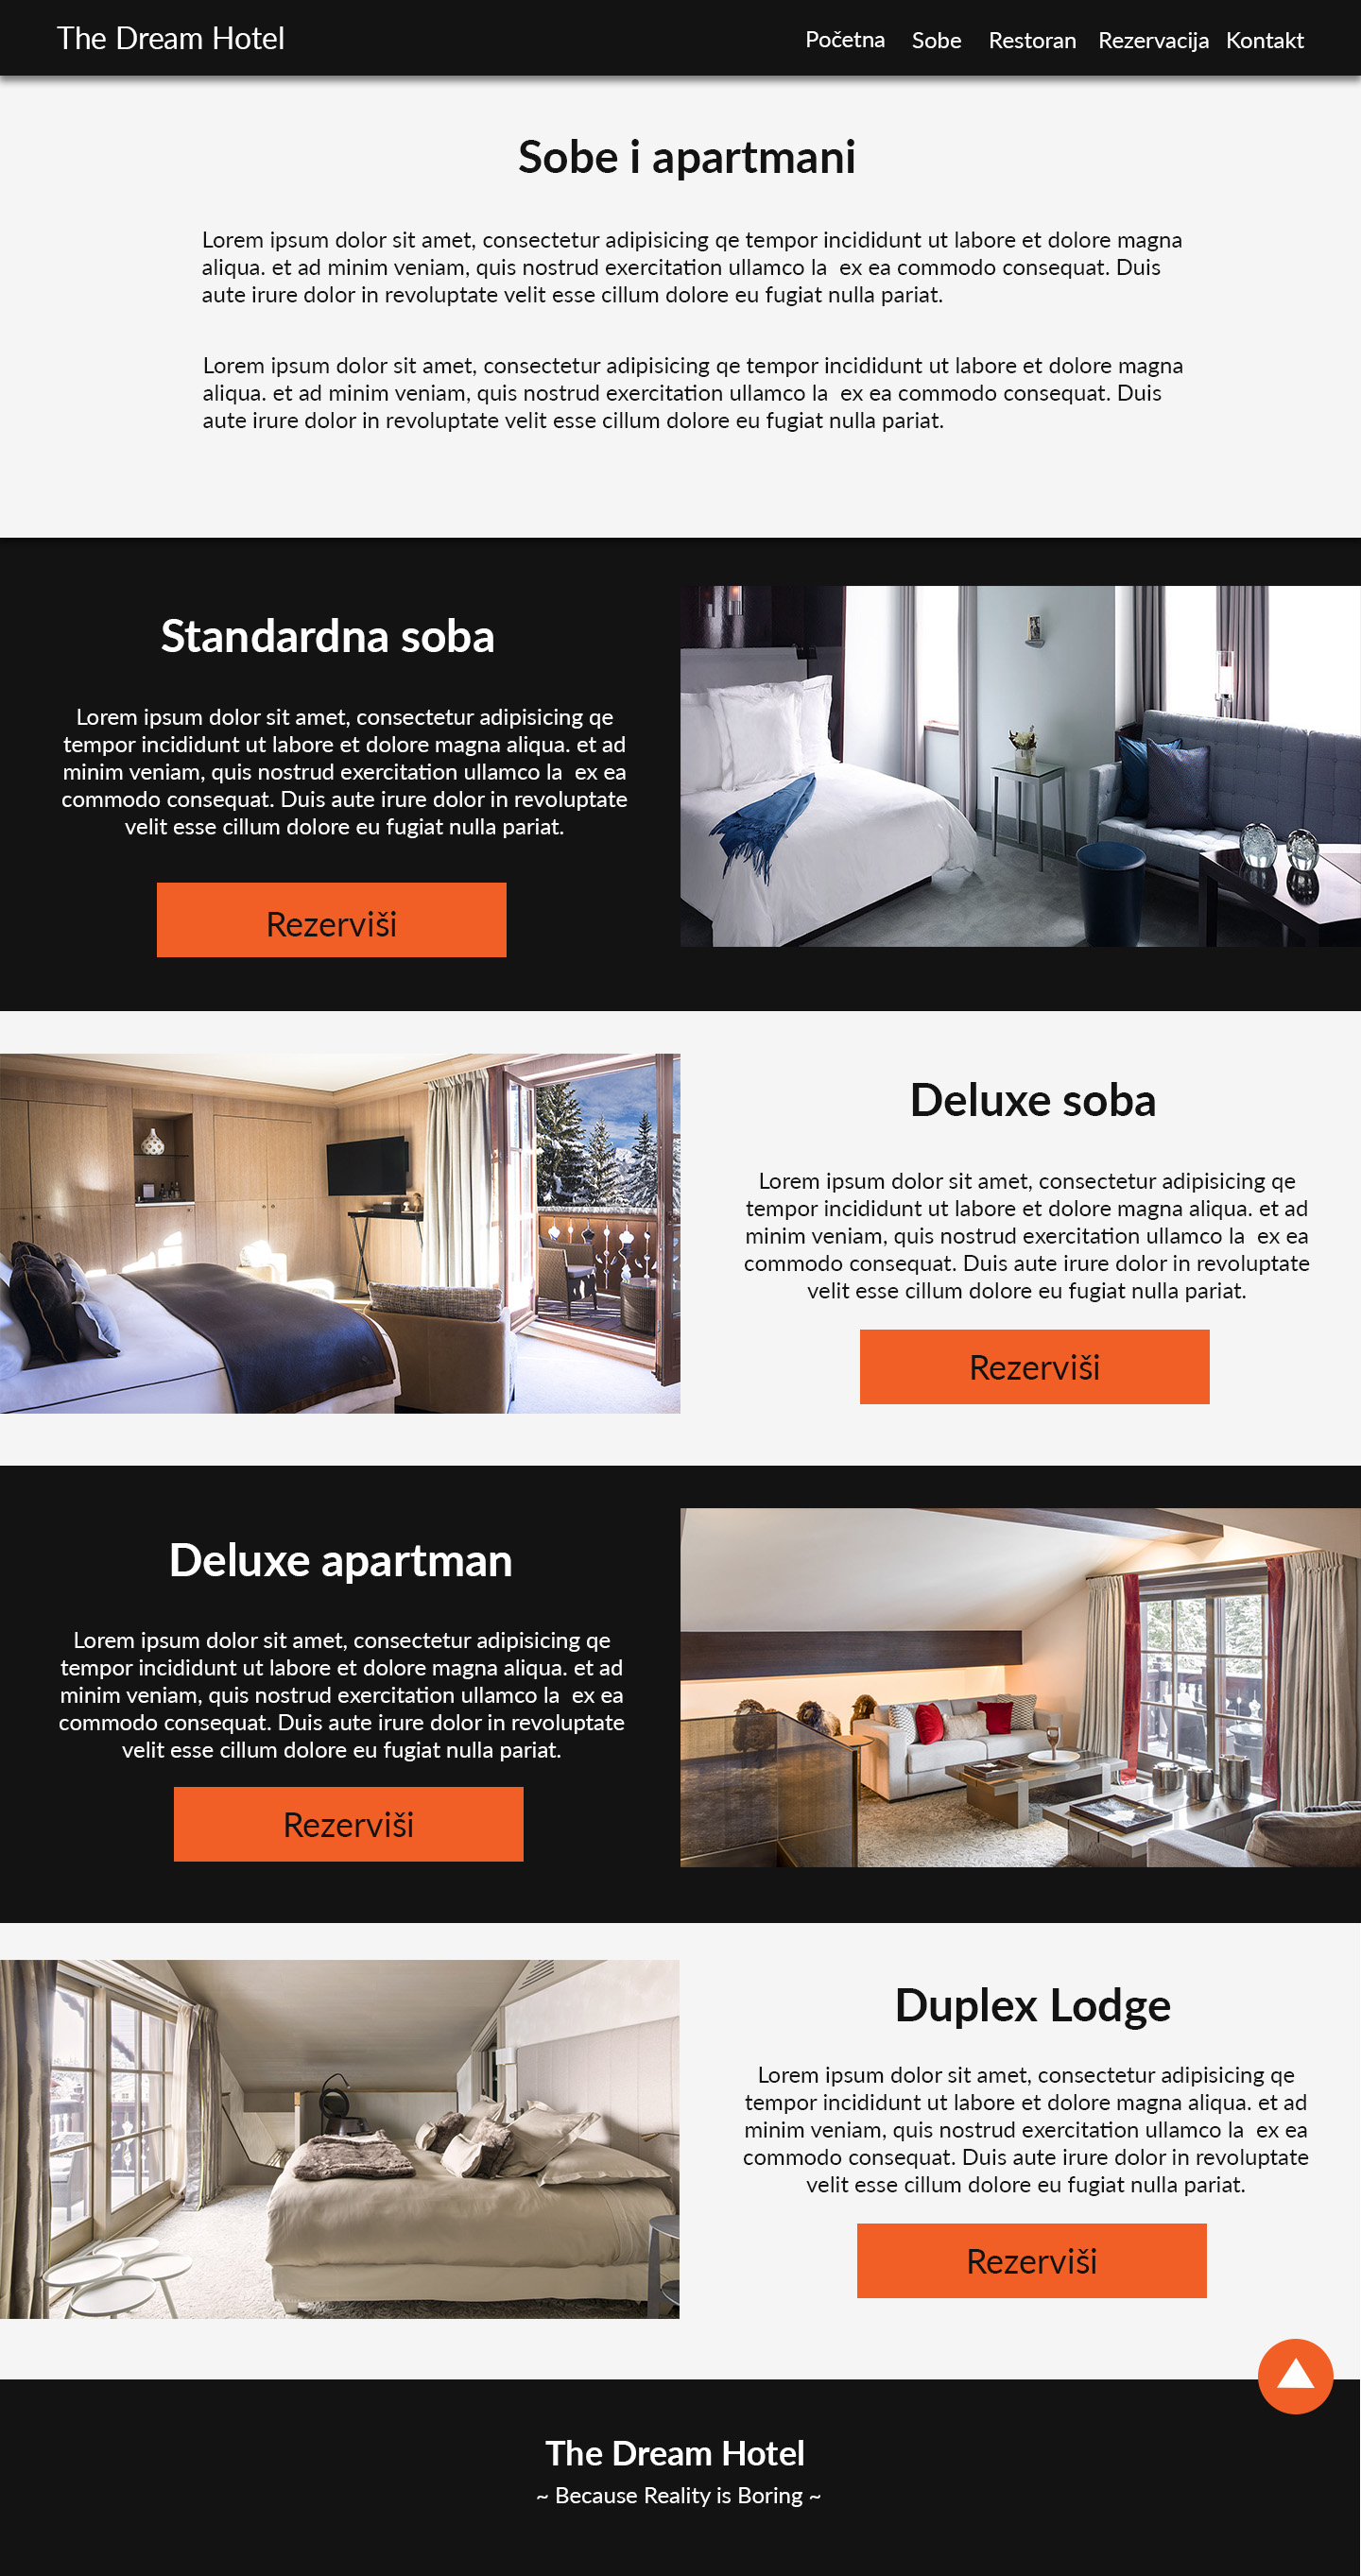 The Dream Hotel
Početna Sobe Restoran Rezervacija Kontakt
Sobe i apartmani
Lorem ipsum dolor sit amet, consectetur adipisicing qe tempor incididunt ut labore et dolore magna
aliqua. et ad minim veniam, quis nostrud exercitation ullamco la  ex ea commodo consequat. Duis
aute irure dolor in revoluptate velit esse cillum dolore eu fugiat nulla pariat.
Lorem ipsum dolor sit amet, consectetur adipisicing qe tempor incididunt ut labore et dolore magna
aliqua. et ad minim veniam, quis nostrud exercitation ullamco la  ex ea commodo consequat. Duis
aute irure dolor in revoluptate velit esse cillum dolore eu fugiat nulla pariat.
Standardna soba
Lorem ipsum dolor sit amet, consectetur adipisicing qe
tempor incididunt ut labore et dolore magna aliqua. et ad
minim veniam, quis nostrud exercitation ullamco la  ex ea
commodo consequat. Duis aute irure dolor in revoluptate
velit esse cillum dolore eu fugiat nulla pariat.
Rezerviši
Deluxe soba
Lorem ipsum dolor sit amet, consectetur adipisicing qe
tempor incididunt ut labore et dolore magna aliqua. et ad
minim veniam, quis nostrud exercitation ullamco la  ex ea
commodo consequat. Duis aute irure dolor in revoluptate
velit esse cillum dolore eu fugiat nulla pariat.
Rezerviši
Deluxe apartman
Lorem ipsum dolor sit amet, consectetur adipisicing qe
tempor incididunt ut labore et dolore magna aliqua. et ad
minim veniam, quis nostrud exercitation ullamco la  ex ea
commodo consequat. Duis aute irure dolor in revoluptate
velit esse cillum dolore eu fugiat nulla pariat.
Rezerviši
Duplex Lodge
Lorem ipsum dolor sit amet, consectetur adipisicing qe
tempor incididunt ut labore et dolore magna aliqua. et ad
minim veniam, quis nostrud exercitation ullamco la  ex ea
commodo consequat. Duis aute irure dolor in revoluptate
velit esse cillum dolore eu fugiat nulla pariat.
Rezerviši
The Dream Hotel
~ Because Reality is Boring ~